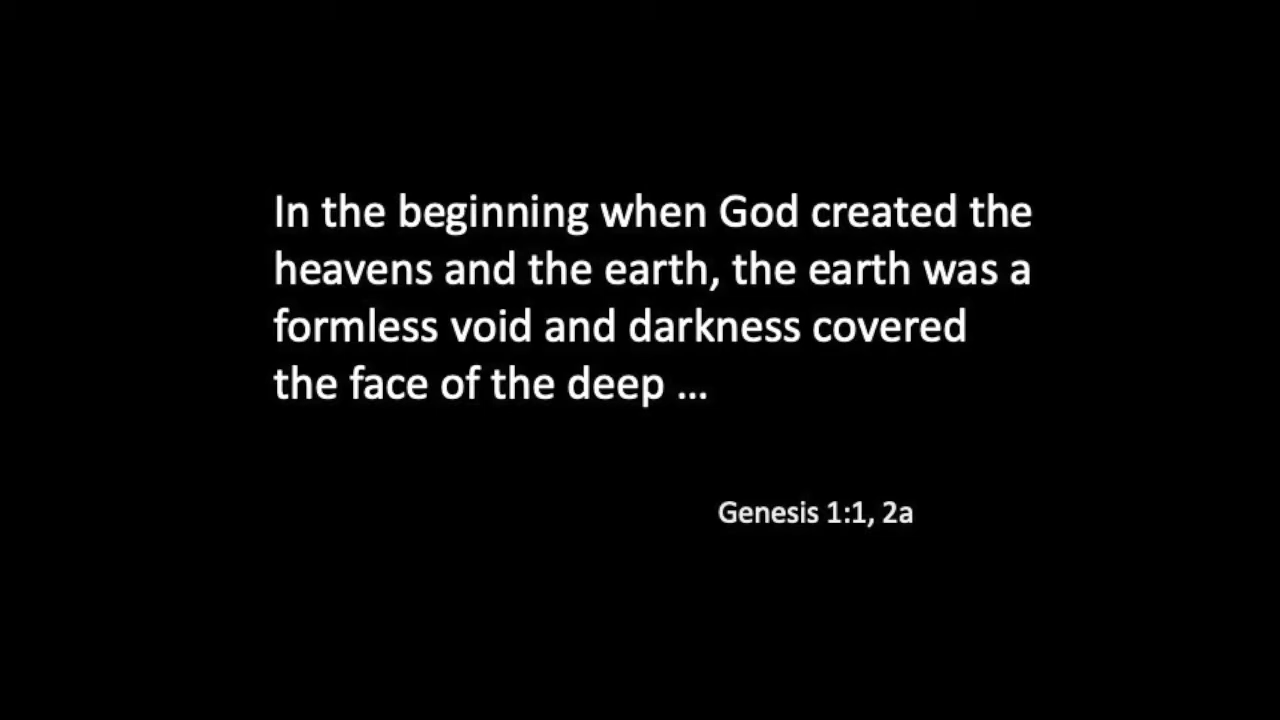 In the beginning when God created the
heavens and the earth, the earth was a
formless void and darkness covered
the face of the deep ...
Genesis 1:1, 2a